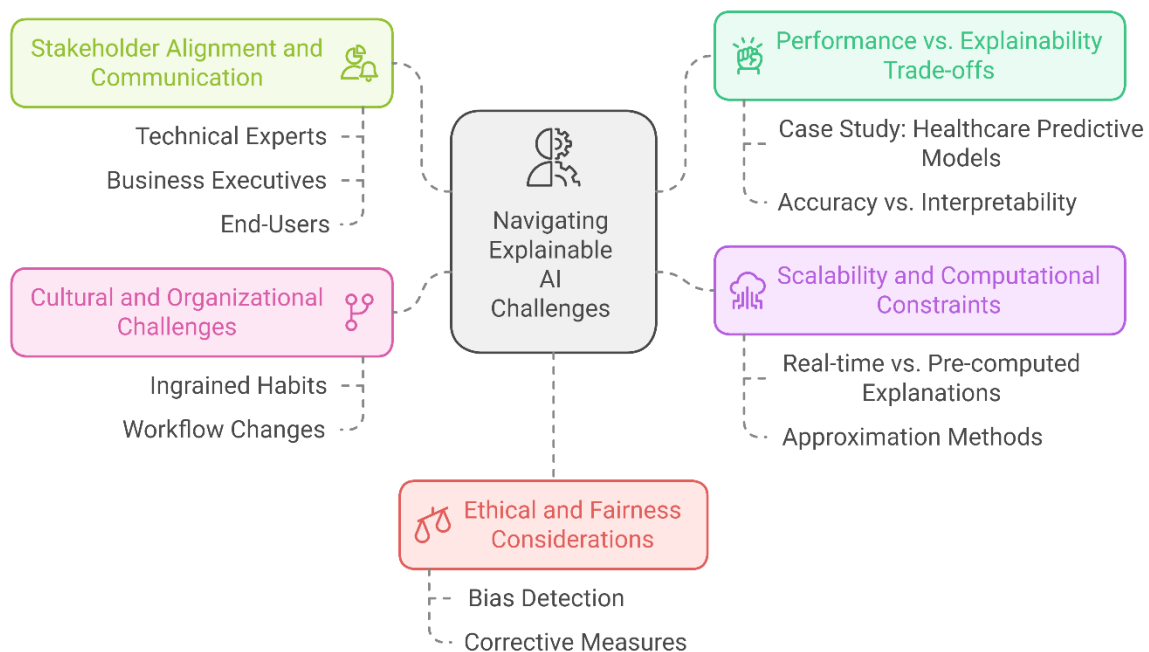 Stakeholder Alignment and
Communication
Technical Experts
Business Executives
End-Users
Cultural and Organizational
Challenges
Ingrained Habits
Workflow Changes
Navigating
Explainable
AI
Challenges
Performance vs. Explainability
Trade-offs
Case Study: Healthcare Predictive
Models
Accuracy vs. Interpretability
Scalability and Computational
Constraints
Real-time vs. Pre-computed
Explanations
Approximation Methods
Ethical and Fairness
Considerations
Bias Detection
Corrective Measures